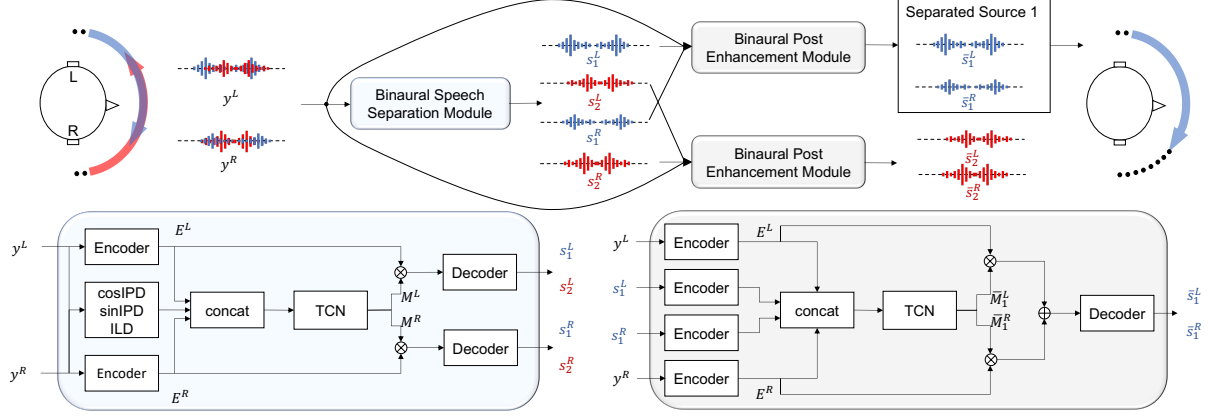 L
R
y^L
y^R
Binaural Speech
Separation Module
s_1^L
s_2^L
s_1^R
s_2^R
Binaural Post
Enhancement Module
Binaural Post
Enhancement Module
Separated Source 1
s̄_1^L
s̄_1^R
s̄_2^L
s̄_2^R
y^L
Encoder
E^L
cosIPD
sinIPD
ILD
concat
TCN
M^L
M^R
Decoder
Decoder
s_1^L
s_2^L
s_1^R
s_2^R
y^R
Encoder
E^R
y^L
Encoder
E^L
s_1^L
Encoder
s_1^R
Encoder
y^R
Encoder
E^R
concat
TCN
M̄_1^L
M̄_1^R
Decoder
s̄_1^L
s̄_1^R